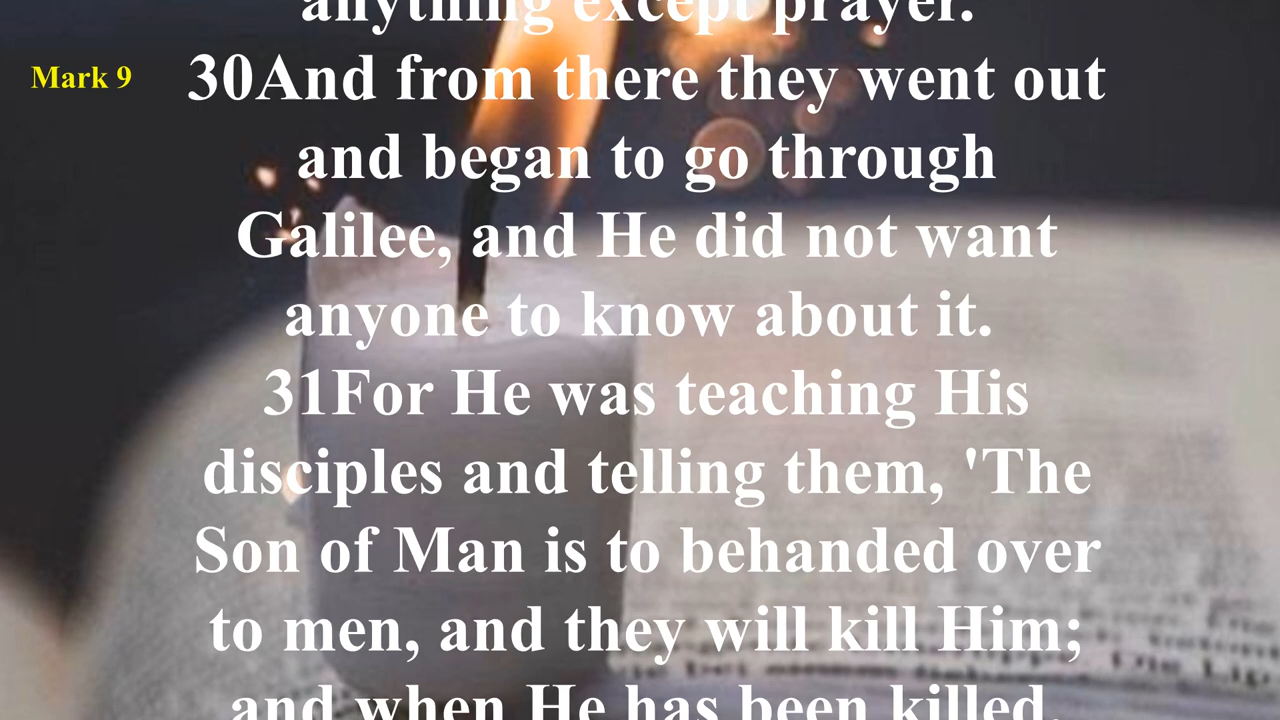 anything except prayer.
Mark 9
30And from there they went out
and began to go through
Galilee, and He did not want
anyone to know about it.
31For He was teaching His
disciples and telling them, 'The
Son of Man is to behanded over
to men, and they will kill Him;
and when He has been killed,